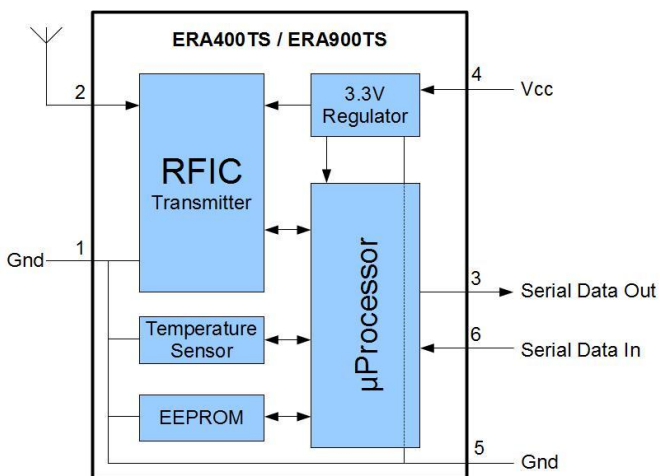 ERA400TS / ERA900TS
2
4
Vcc
3.3V
Regulator
RFIC
Transmitter
1
Gnd
µProcessor
3
Serial Data Out
Temperature
Sensor
6
Serial Data In
EEPROM
5
Gnd